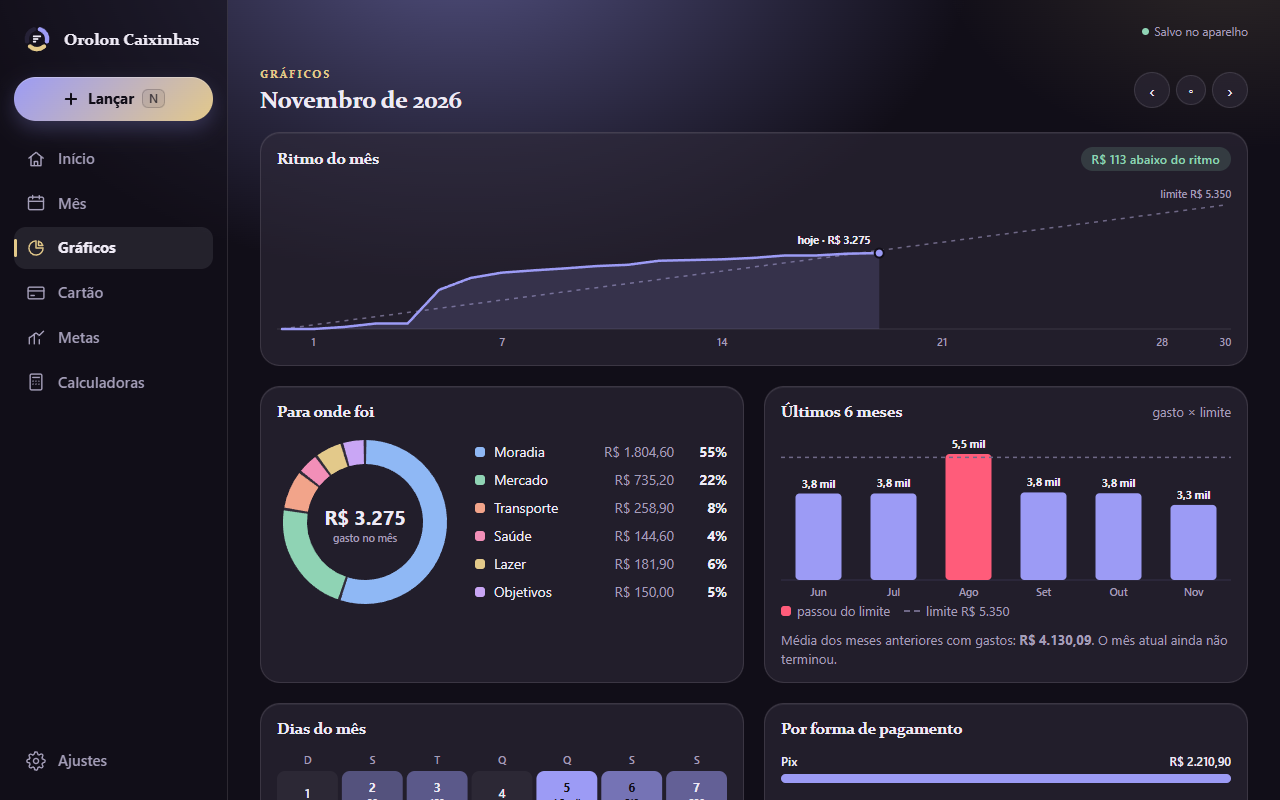 Orolon Caixinhas
Salvo no aparelho
+ Lançar N
Início
Mês
Gráficos
Cartão
Metas
Calculadoras
Ajustes
GRÁFICOS
Novembro de 2026
Ritmo do mês
R$ 113 abaixo do ritmo
limite R$ 5.350
hoje · R$ 3.275
1 7 14 21 28 30
Para onde foi
R$ 3.275
gasto no mês
Moradia R$ 1.804,60 55%
Mercado R$ 735,20 22%
Transporte R$ 258,90 8%
Saúde R$ 144,60 4%
Lazer R$ 181,90 6%
Objetivos R$ 150,00 5%
Últimos 6 meses
gasto × limite
3,8 mil 3,8 mil 5,5 mil 3,8 mil 3,8 mil 3,3 mil
Jun Jul Ago Set Out Nov
passou do limite limite R$ 5.350
Média dos meses anteriores com gastos: R$ 4.130,09. O mês atual ainda não
terminou.
Dias do mês
D S T Q Q S S
1 2 3 4 5 6 7
Por forma de pagamento
Pix R$ 2.210,90